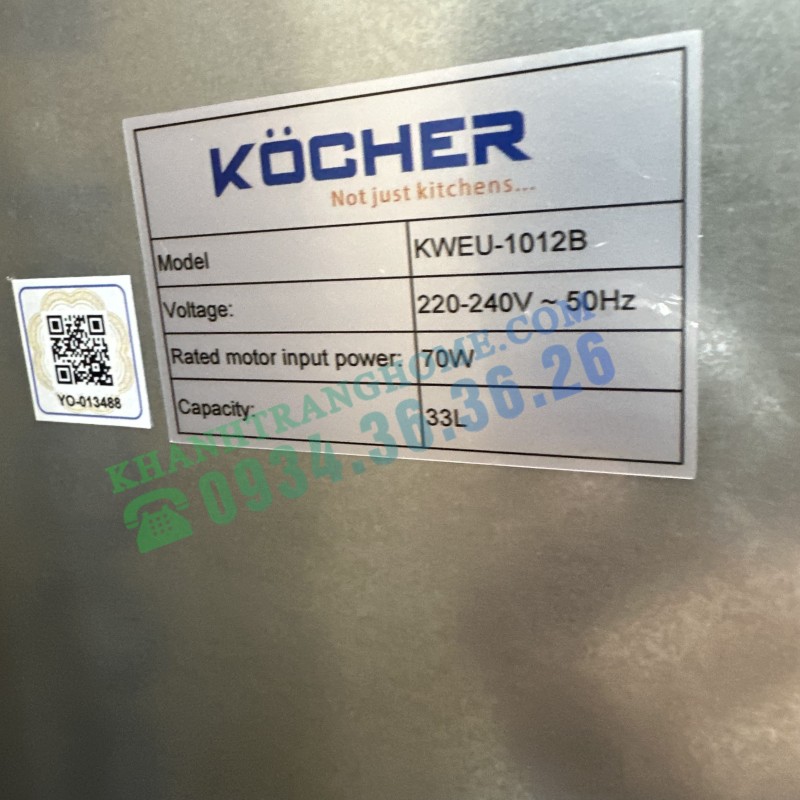 KÖCHER
Not just kitchens...
Model KWEU-1012B
Voltage: 220-240V ~ 50Hz
Rated motor input power: 70W
Capacity: 33L
YO-013488
KHANHTRANGHOME.COM
0934.36.36.26